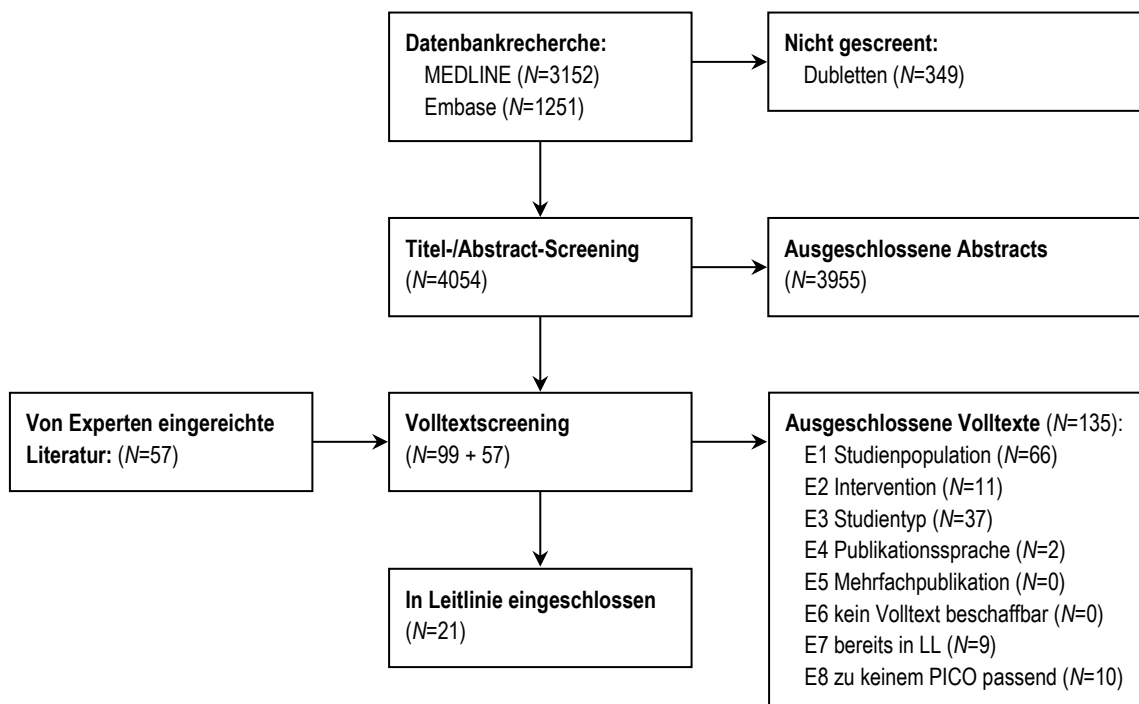 Datenbankrecherche:
MEDLINE (N=3152)
Embase (N=1251)
Nicht gescreent:
Dubletten (N=349)
Titel-/Abstract-Screening
(N=4054)
Ausgeschlossene Abstracts
(N=3955)
Von Experten eingereichte
Literatur: (N=57)
Volltextscreening
(N=99 + 57)
Ausgeschlossene Volltexte (N=135):
E1 Studienpopulation (N=66)
E2 Intervention (N=11)
E3 Studientyp (N=37)
E4 Publikationssprache (N=2)
E5 Mehrfachpublikation (N=0)
E6 kein Volltext beschaffbar (N=0)
E7 bereits in LL (N=9)
E8 zu keinem PICO passend (N=10)
In Leitlinie eingeschlossen
(N=21)